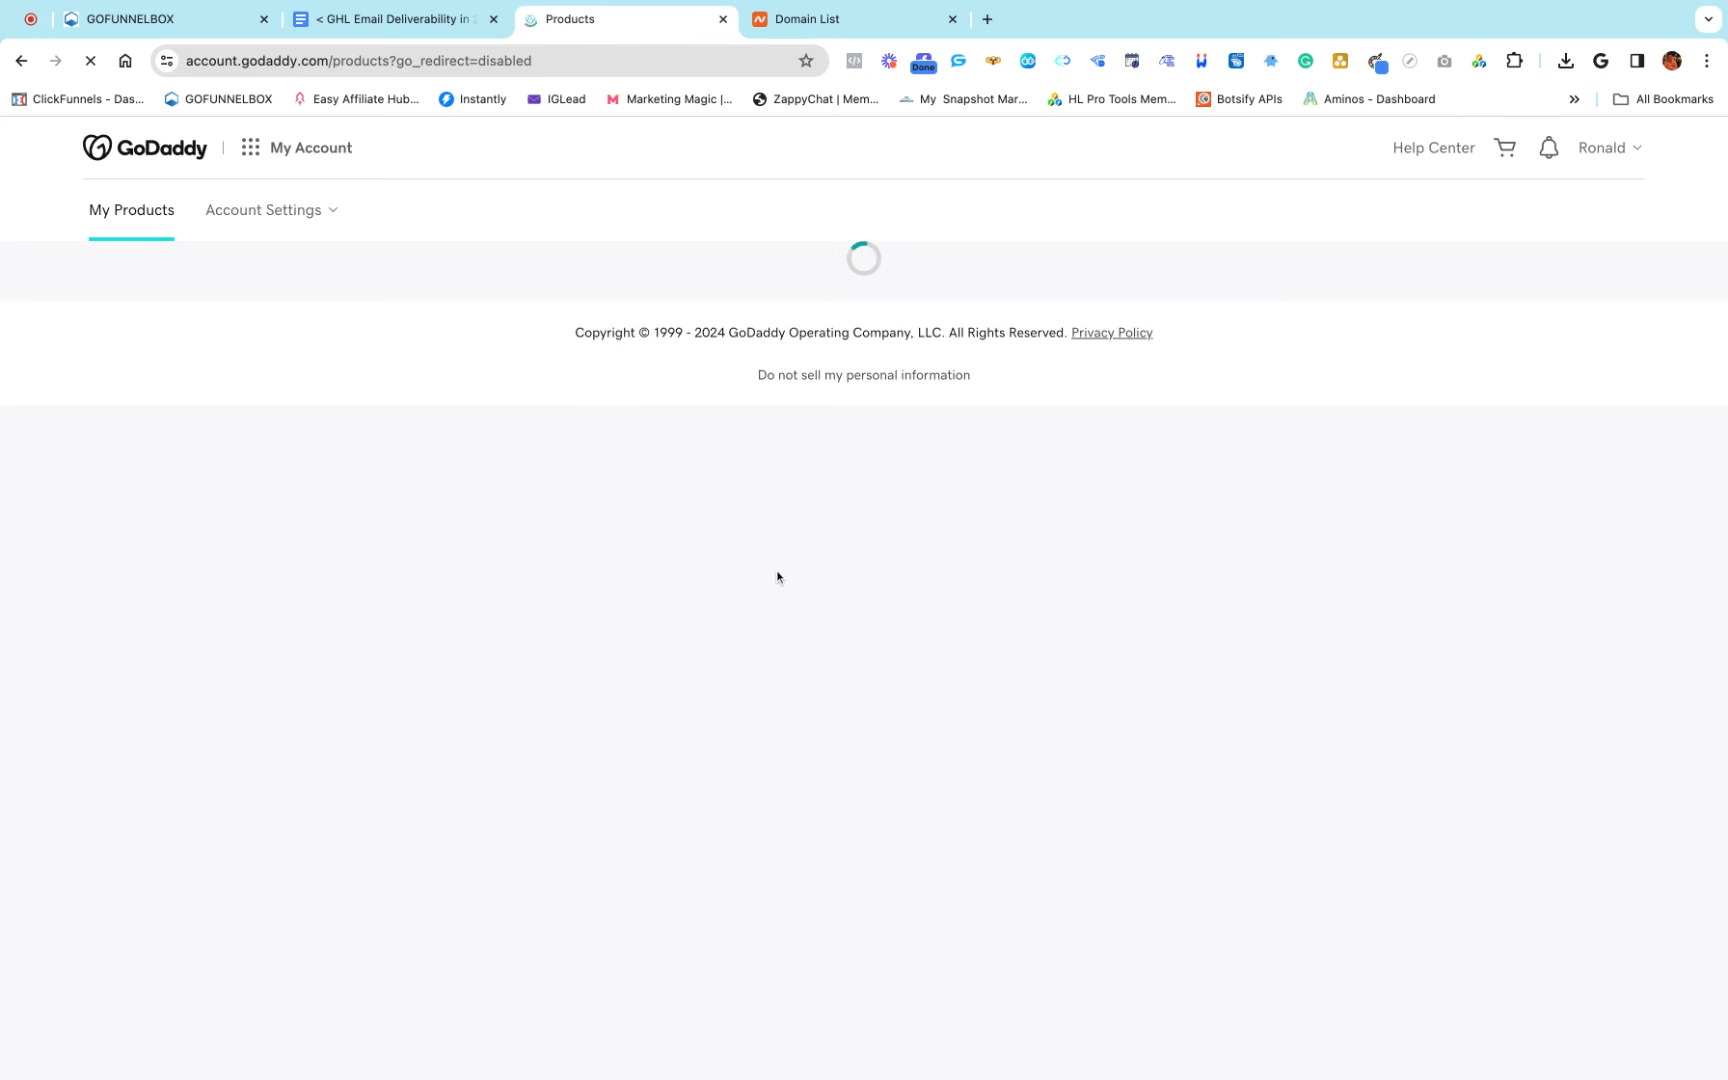 GOFUNNELBOX
< GHL Email Deliverability in 2
Products
Domain List
account.godaddy.com/products?go_redirect=disabled
Done
ClickFunnels - Das...
GOFUNNELBOX
Easy Affiliate Hub...
Instantly
IGLead
Marketing Magic |...
ZappyChat | Mem...
My Snapshot Mar...
HL Pro Tools Mem...
Botsify APIs
Aminos - Dashboard
All Bookmarks
GoDaddy
My Account
Help Center
Ronald
My Products
Account Settings
Copyright © 1999 - 2024 GoDaddy Operating Company, LLC. All Rights Reserved. Privacy Policy
Do not sell my personal information